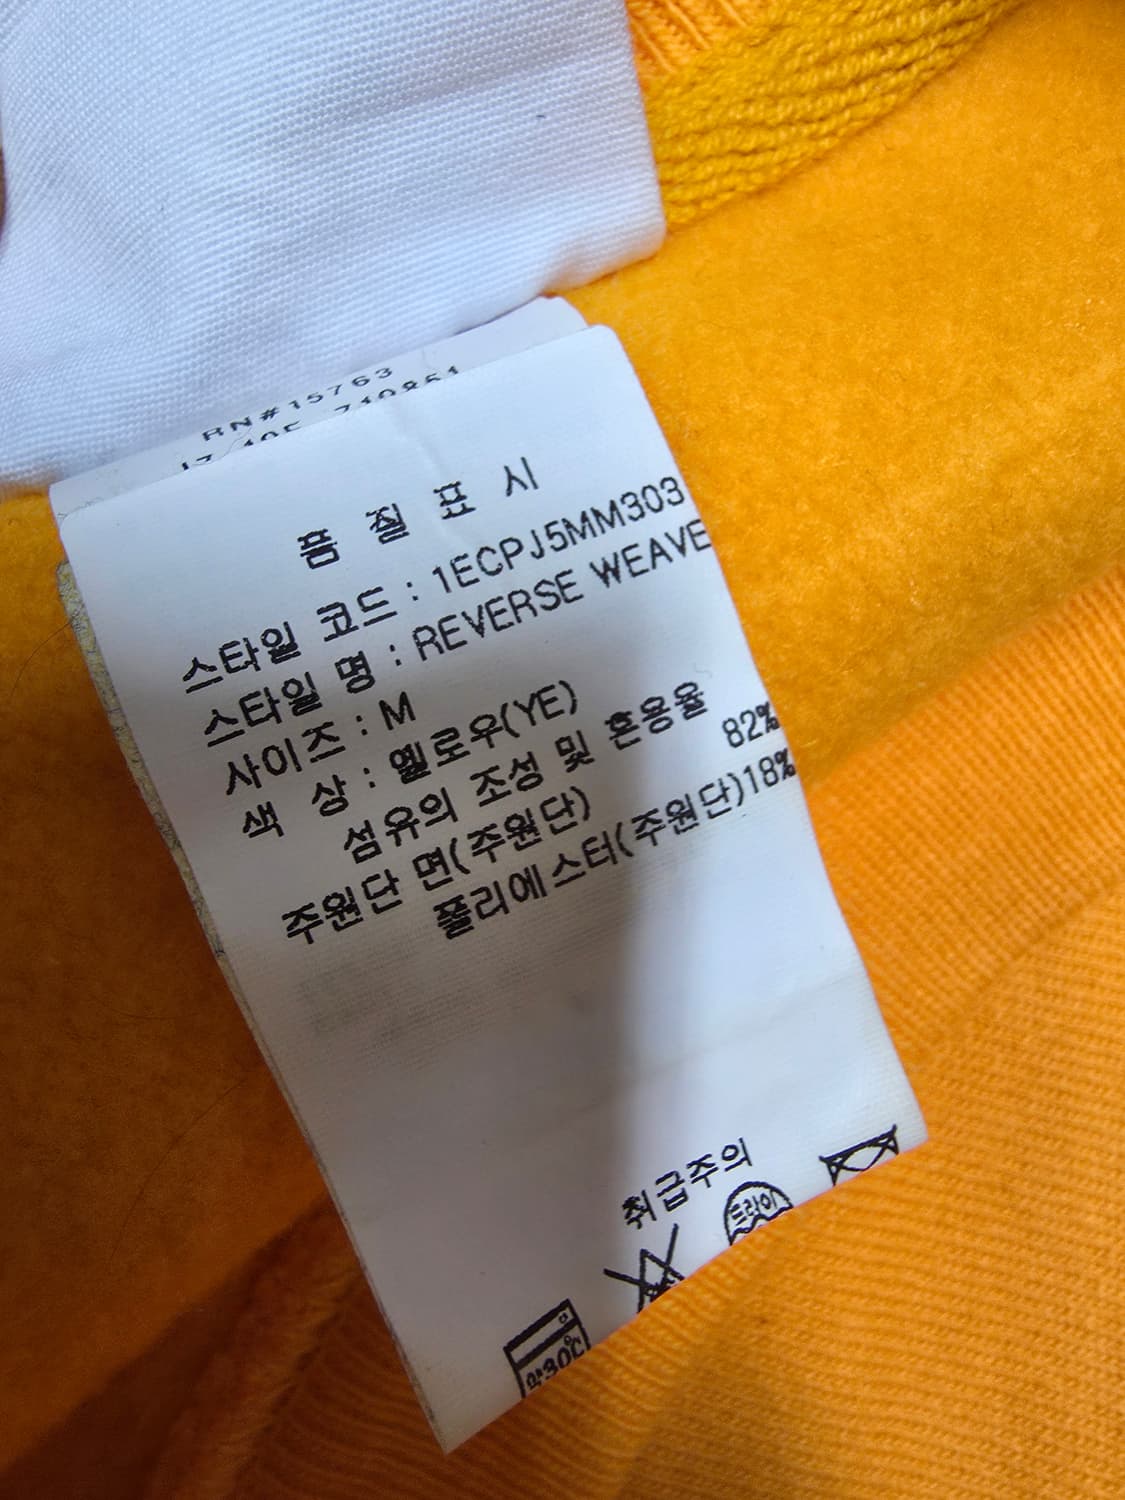 RN#15763
품 질 표 시
스타일 코드 : 1ECPJ5MM303
스타일 명 : REVERSE WEAVE
사이즈 : M
색 상 : 옐로우(YE)
섬유의 조성 및 혼용율
주원단 면(주원단) 82%
폴리에스터(주원단)18%
취급주의
드라이
약30℃